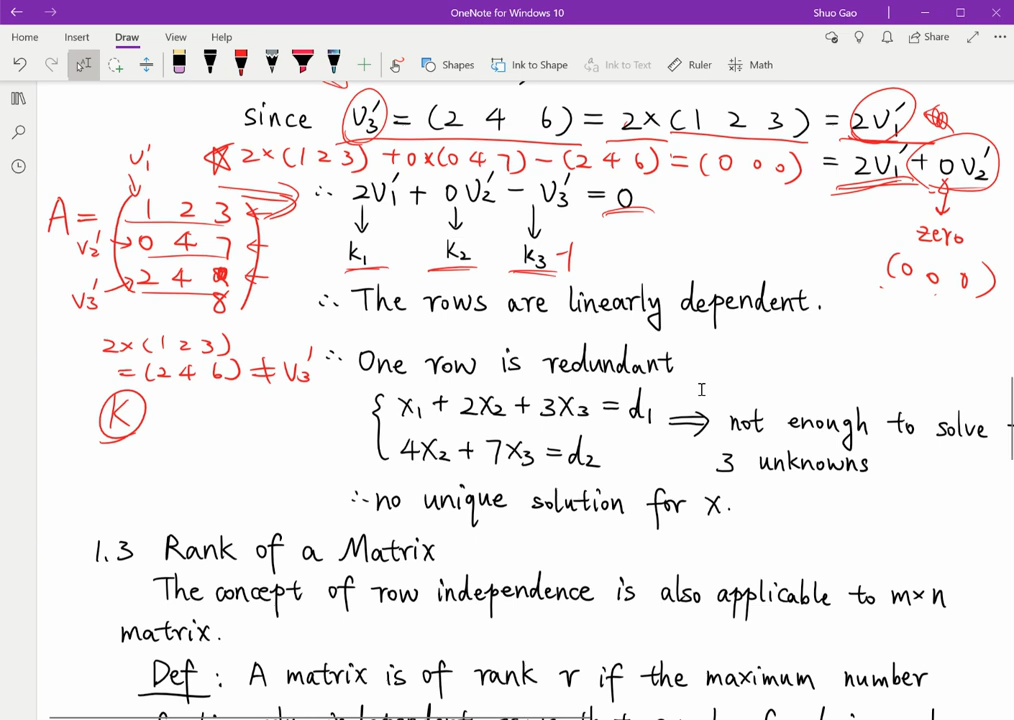 OneNote for Windows 10
Shuo Gao
Home Insert Draw View Help
Share
Shapes Ink to Shape Ink to Text Ruler Math
since V3' = (2 4 6) = 2×(1 2 3) = 2V1'
2×(1 2 3) + 0×(0 4 7) − (2 4 6) = (0 0 0) = 2V1' + 0V2'
V1'
∴ 2V1' + 0V2' − V3' = 0
A = (1 2 3
V2' 0 4 7
V3' 2 4 8)
k1 k2 k3 -1
zero
(0 0 0)
∴ The rows are linearly dependent.
2×(1 2 3)
= (2 4 6) ≠ V3'
K
∴ One row is redundant
{ x1 + 2x2 + 3x3 = d1 ⇒ not enough to solve
4x2 + 7x3 = d2 3 unknowns
∴ no unique solution for x.
1.3 Rank of a Matrix
The concept of row independence is also applicable to m×n
matrix.
Def : A matrix is of rank r if the maximum number